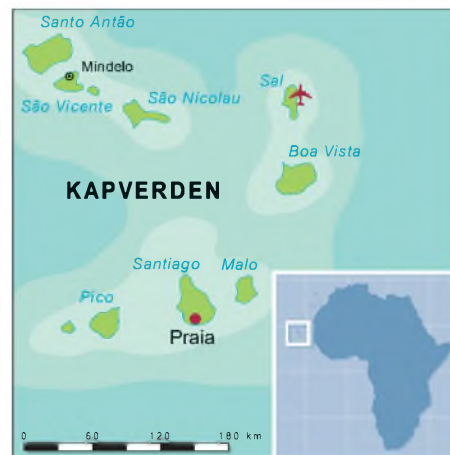 Santo Antão
Mindelo
São Vicente
São Nicolau
Sal
Boa Vista
KAPVERDEN
Santiago
Malo
Pico
Praia
0 60 120 180 km